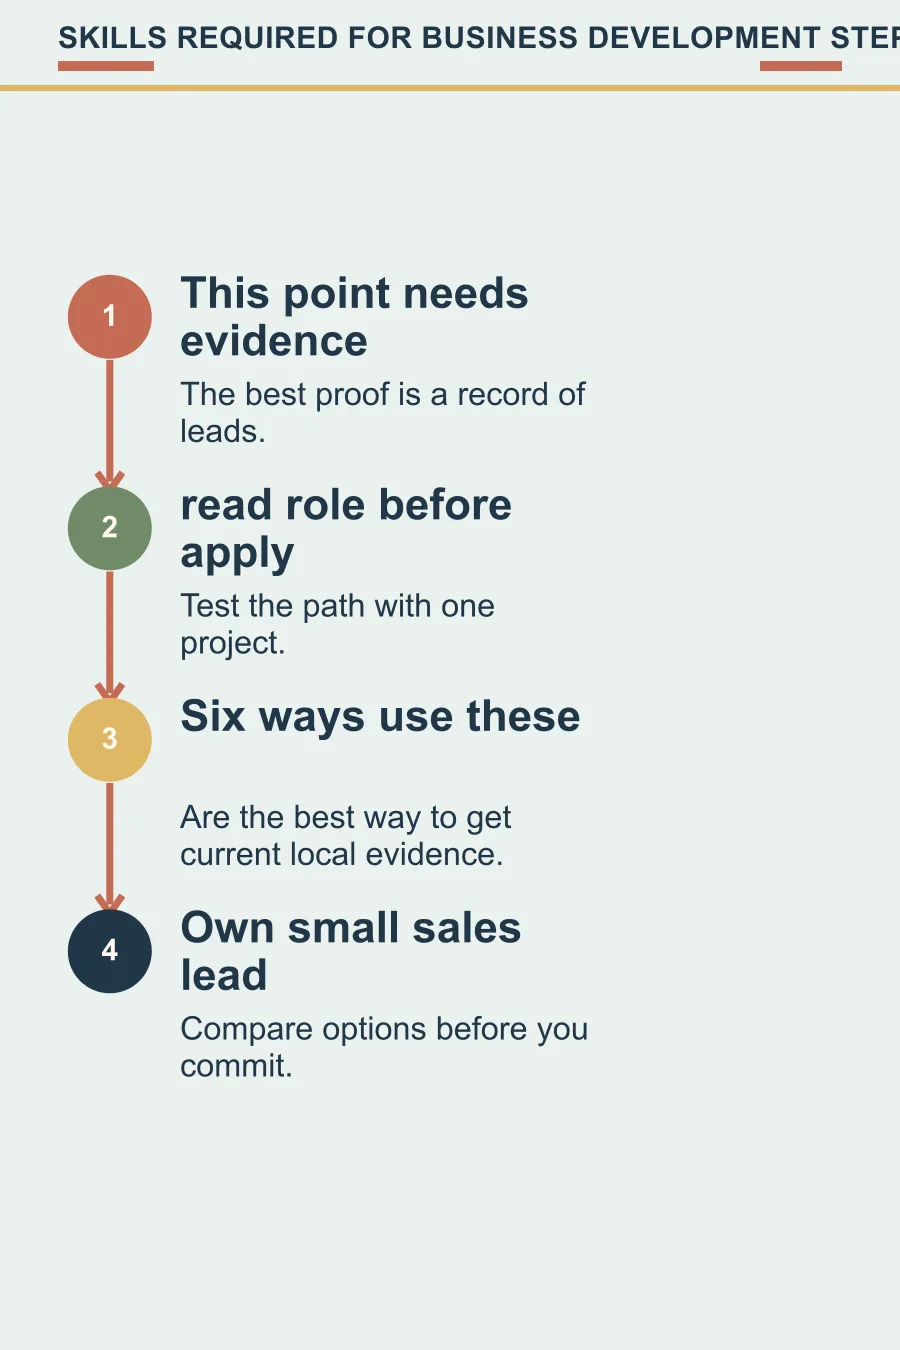 SKILLS REQUIRED FOR BUSINESS DEVELOPMENT STEP
1
This point needs
evidence
The best proof is a record of
leads.
2
read role before
apply
Test the path with one
project.
3
Six ways use these
Are the best way to get
current local evidence.
4
Own small sales
lead
Compare options before you
commit.